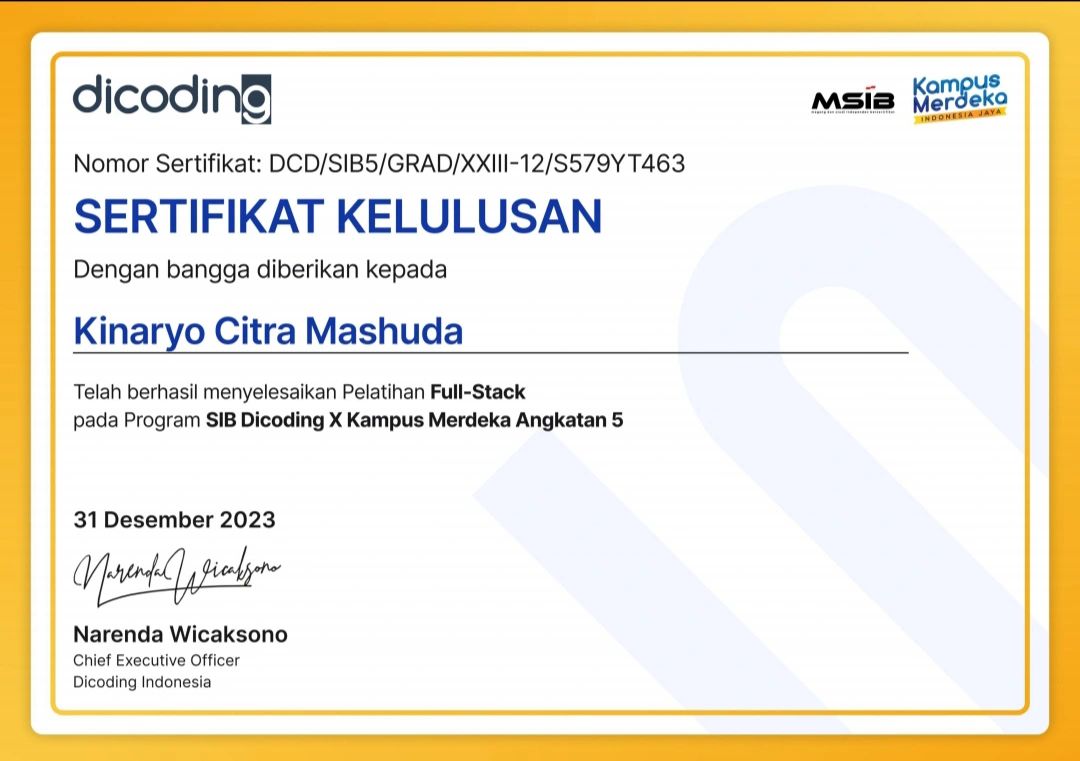 dicoding
MSIB
Kampus
Merdeka
INDONESIA JAYA
Nomor Sertifikat: DCD/SIB5/GRAD/XXIII-12/S579YT463
SERTIFIKAT KELULUSAN
Dengan bangga diberikan kepada
Kinaryo Citra Mashuda
Telah berhasil menyelesaikan Pelatihan Full-Stack
pada Program SIB Dicoding X Kampus Merdeka Angkatan 5
31 Desember 2023
Narenda Wicaksono
Narenda Wicaksono
Chief Executive Officer
Dicoding Indonesia